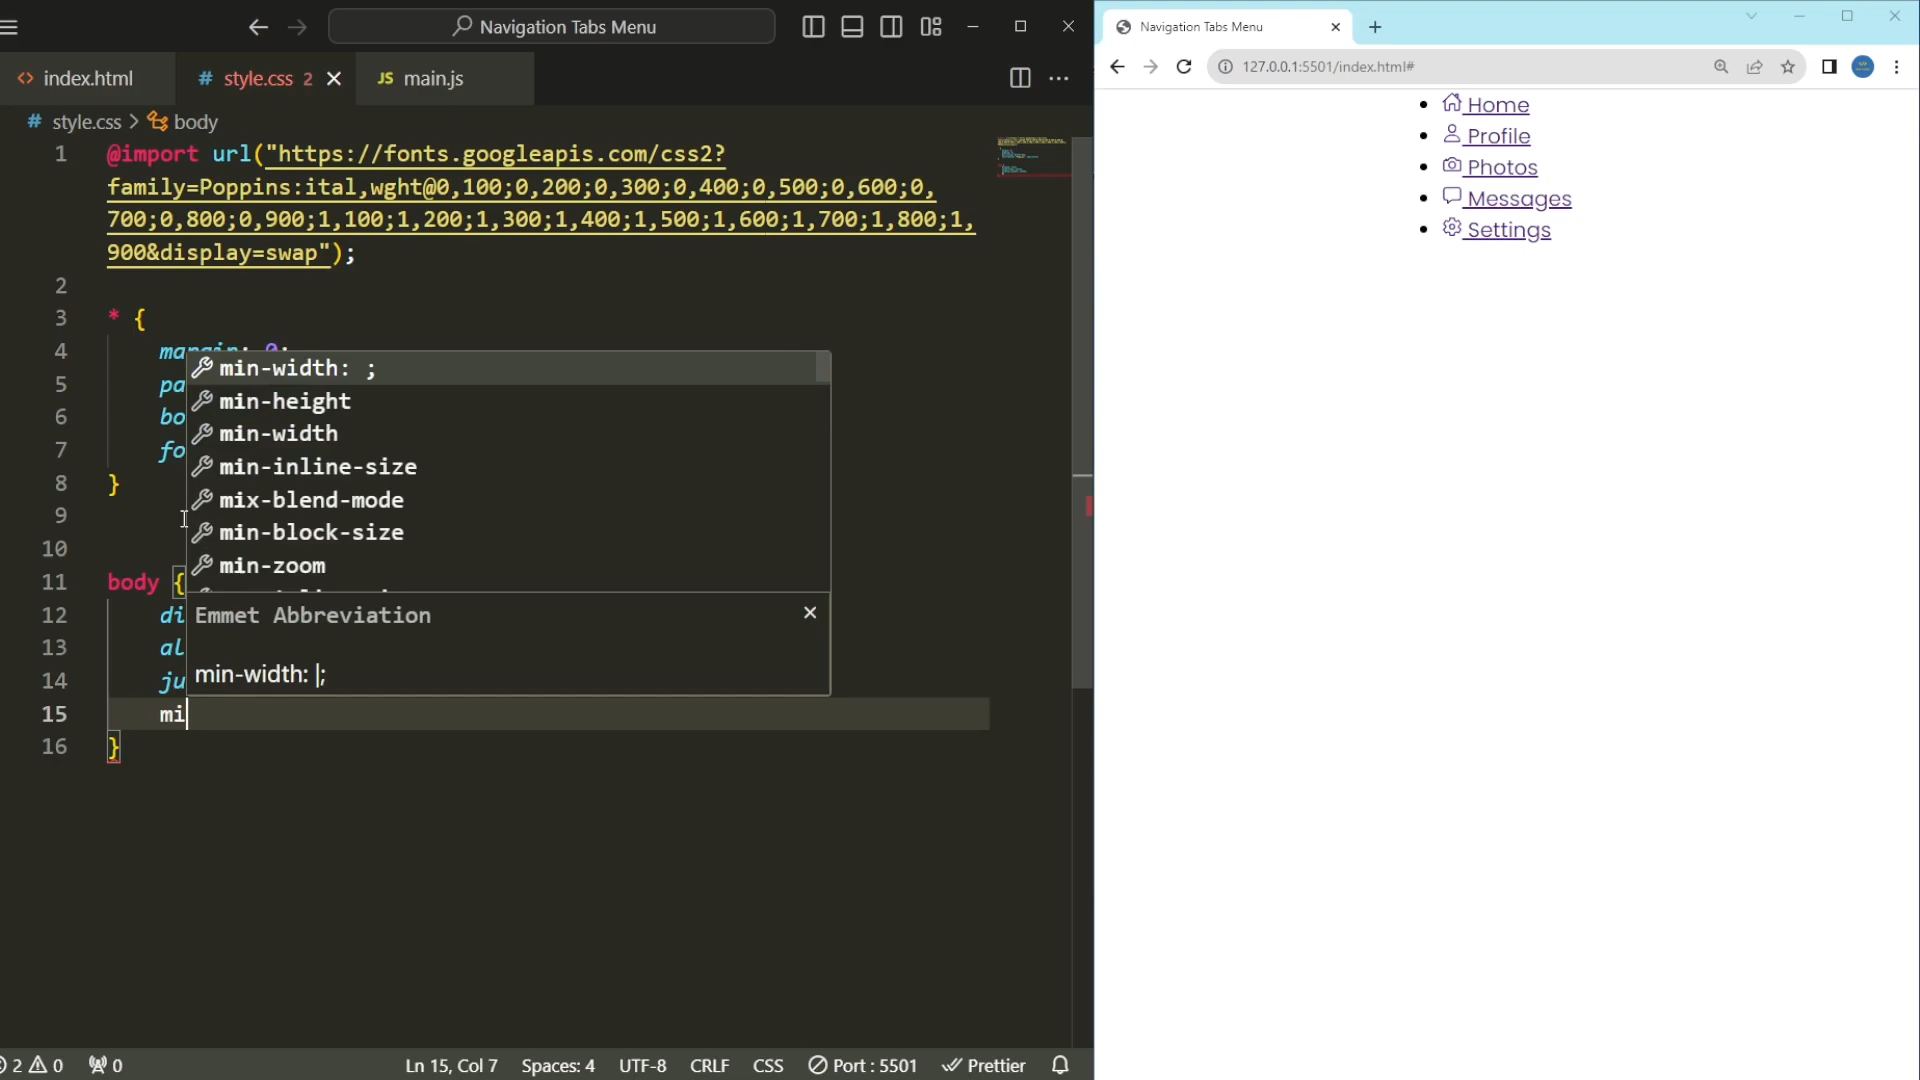 Navigation Tabs Menu
index.html
# style.css 2
JS main.js
# style.css > body
1 @import url("https://fonts.googleapis.com/css2?
family=Poppins:ital,wght@0,100;0,200;0,300;0,400;0,500;0,600;0,
700;0,800;0,900;1,100;1,200;1,300;1,400;1,500;1,600;1,700;1,800;1,
900&display=swap");
2
3 * {
4 margin: 0;
5 pa
6 bo
7 fo
8 }
9
10
11 body {
12 di
13 al
14 ju
15 mi
16 }
min-width: ;
min-height
min-width
min-inline-size
mix-blend-mode
min-block-size
min-zoom
Emmet Abbreviation
min-width: |;
2 0 0
Ln 15, Col 7
Spaces: 4
UTF-8
CRLF
CSS
Port : 5501
Prettier
Navigation Tabs Menu
127.0.0.1:5501/index.html#
Home
Profile
Photos
Messages
Settings